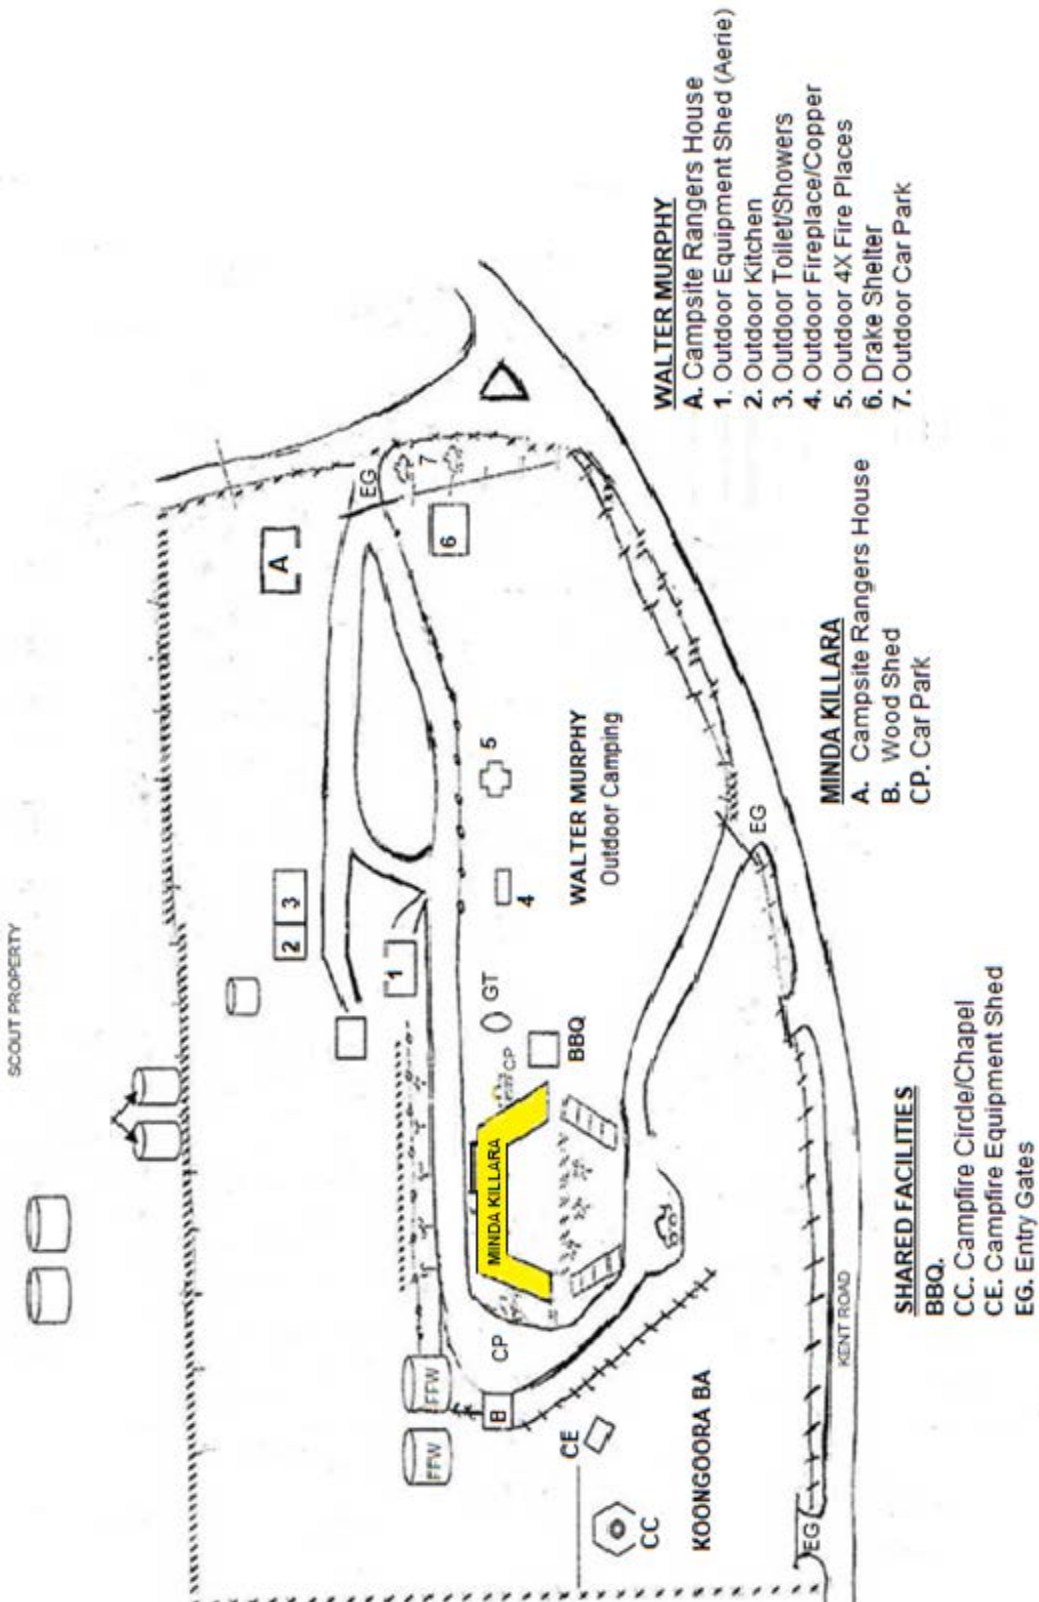 SCOUT PROPERTY
FFW
FFW
B
CP
CE
CC
KOONGOORA BA
EG
KENT ROAD
MINDA KILLARA
CP
BBQ
GT
1
2
3
4
5
WALTER MURPHY
Outdoor Camping
EG
A
6
EG
7
SHARED FACILITIES
BBQ.
CC. Campfire Circle/Chapel
CE. Campfire Equipment Shed
EG. Entry Gates
MINDA KILLARA
A. Campsite Rangers House
B. Wood Shed
CP. Car Park
WALTER MURPHY
A. Campsite Rangers House
1. Outdoor Equipment Shed (Aerie)
2. Outdoor Kitchen
3. Outdoor Toilet/Showers
4. Outdoor Fireplace/Copper
5. Outdoor 4X Fire Places
6. Drake Shelter
7. Outdoor Car Park